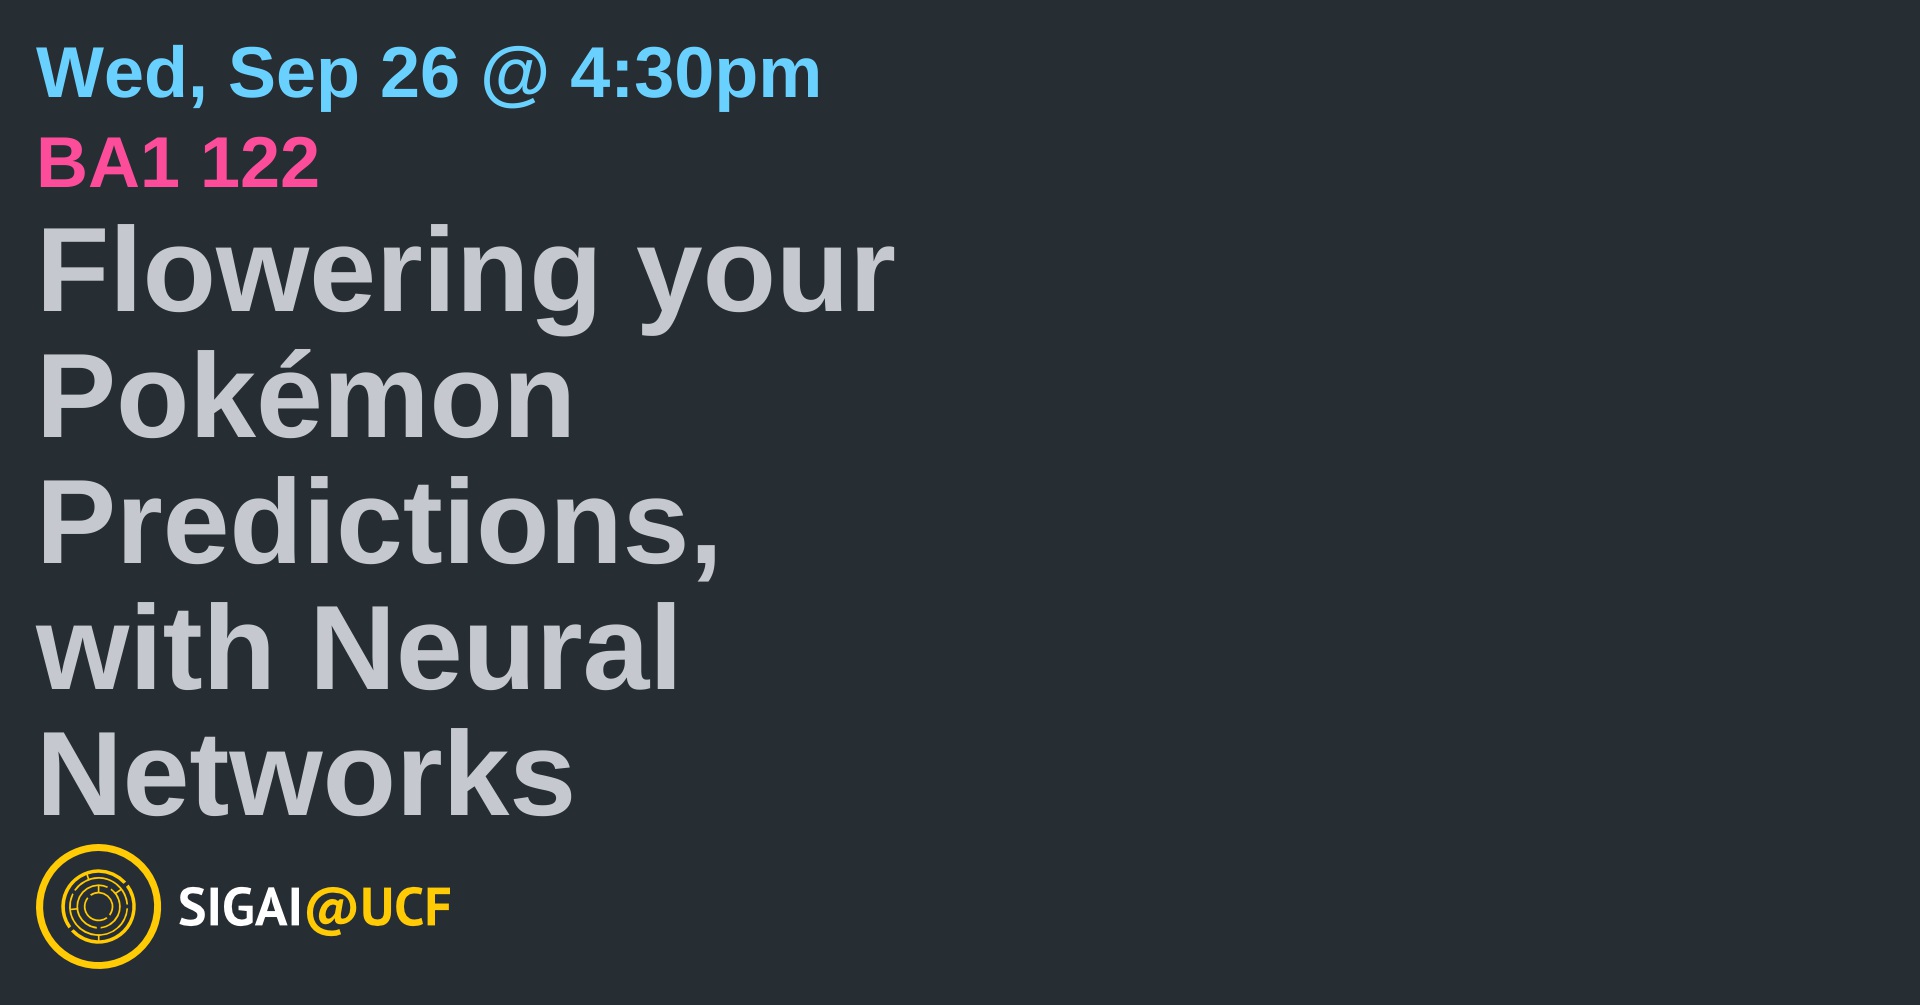 Wed, Sep 26 @ 4:30pm
BA1 122
Flowering your
Pokémon
Predictions,
with Neural
Networks
SIGAI@UCF